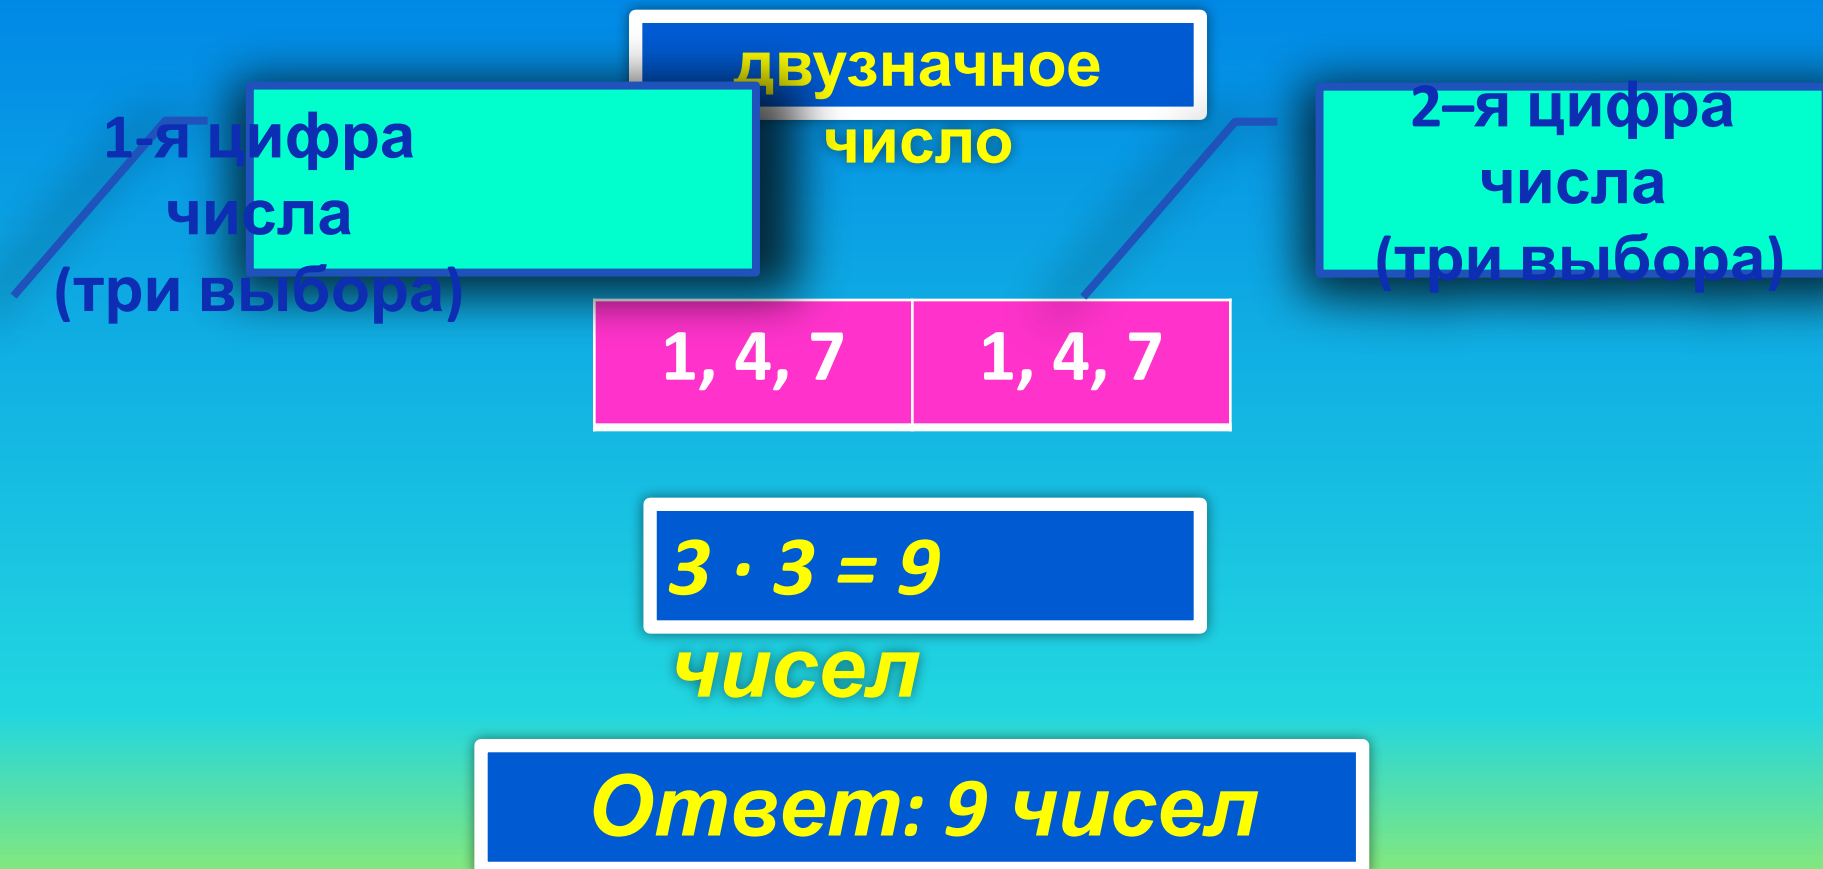 двузначное
число
1-я цифра
числа
(три выбора)
2–я цифра
числа
(три выбора)
1, 4, 7
1, 4, 7
3 · 3 = 9
чисел
Ответ: 9 чисел